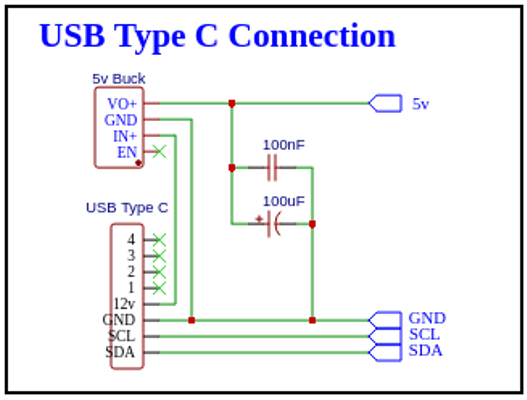 USB Type C Connection
5v Buck
VO+
GND
IN+
EN
5v
100nF
100uF
+
USB Type C
4
3
2
1
12v
GND
SCL
SDA
GND
SCL
SDA